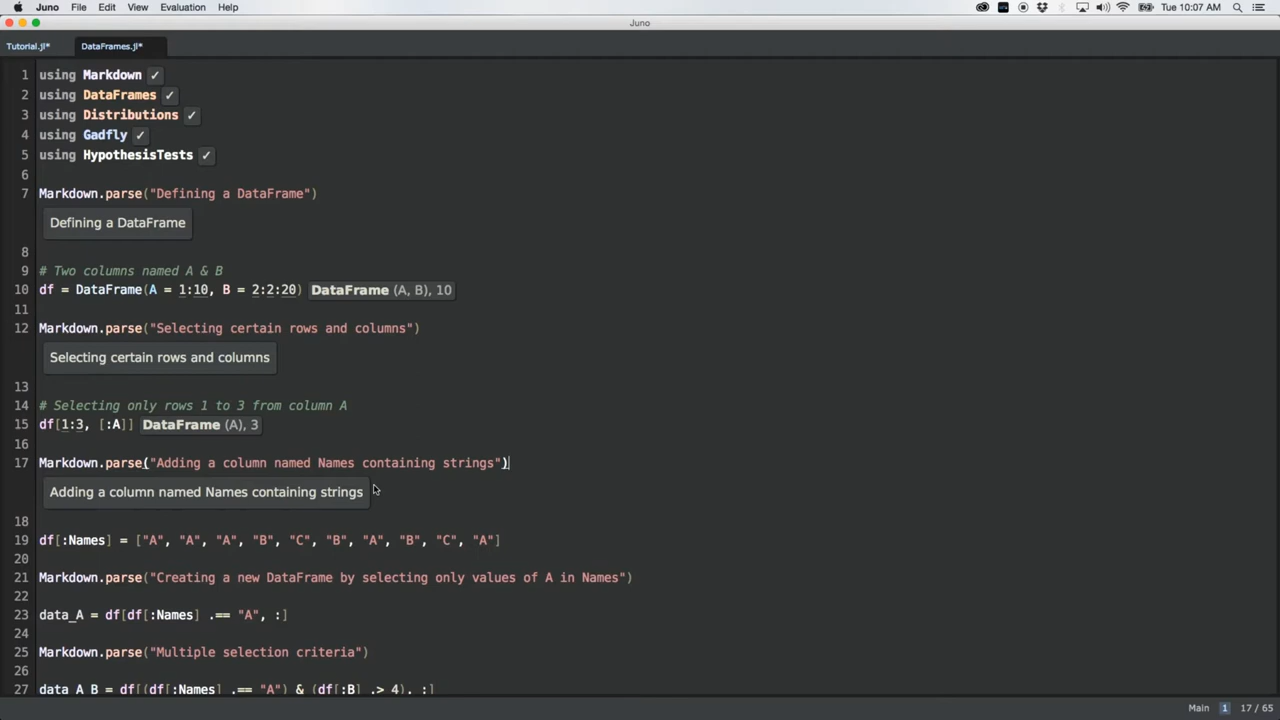 Juno File Edit View Evaluation Help Tue 10:07 AM
Juno
Tutorial.jl* DataFrames.jl*
1 using Markdown ✓
2 using DataFrames ✓
3 using Distributions ✓
4 using Gadfly ✓
5 using HypothesisTests ✓
6
7 Markdown.parse("Defining a DataFrame")
Defining a DataFrame
8
9 # Two columns named A & B
10 df = DataFrame(A = 1:10, B = 2:2:20) DataFrame (A, B), 10
11
12 Markdown.parse("Selecting certain rows and columns")
Selecting certain rows and columns
13
14 # Selecting only rows 1 to 3 from column A
15 df[1:3, [:A]] DataFrame (A), 3
16
17 Markdown.parse("Adding a column named Names containing strings")
Adding a column named Names containing strings
18
19 df[:Names] = ["A", "A", "A", "B", "C", "B", "A", "B", "C", "A"]
20
21 Markdown.parse("Creating a new DataFrame by selecting only values of A in Names")
22
23 data_A = df[df[:Names] .== "A", :]
24
25 Markdown.parse("Multiple selection criteria")
26
27 data_A_B = df[(df[:Names] .== "A") & (df[:B] .> 4), :]
Main 1 17 / 65